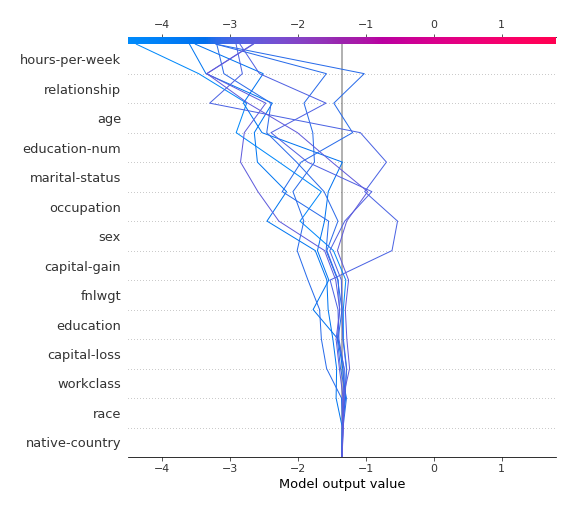 −4 −3 −2 −1 0 1
hours-per-week
relationship
age
education-num
marital-status
occupation
sex
capital-gain
fnlwgt
education
capital-loss
workclass
race
native-country
−4 −3 −2 −1 0 1
Model output value